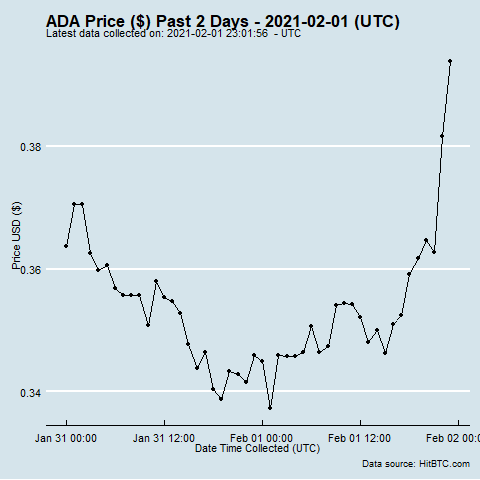 ADA Price ($) Past 2 Days - 2021-02-01 (UTC)
Latest data collected on: 2021-02-01 23:01:56 - UTC
Price USD ($)
0.38
0.36
0.34
Jan 31 00:00 Jan 31 12:00 Feb 01 00:00 Feb 01 12:00 Feb 02 00:0
Date Time Collected (UTC)
Data source: HitBTC.com